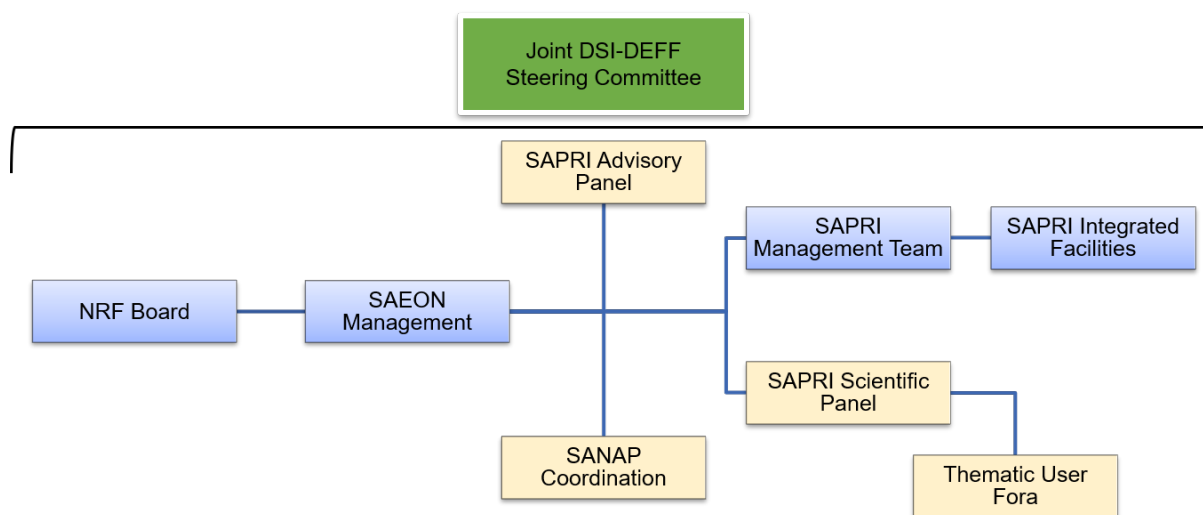 Joint DSI-DEFF
Steering Committee
SAPRI Advisory
Panel
SAPRI
Management Team
SAPRI Integrated
Facilities
NRF Board
SAEON
Management
SAPRI Scientific
Panel
SANAP
Coordination
Thematic User
Fora